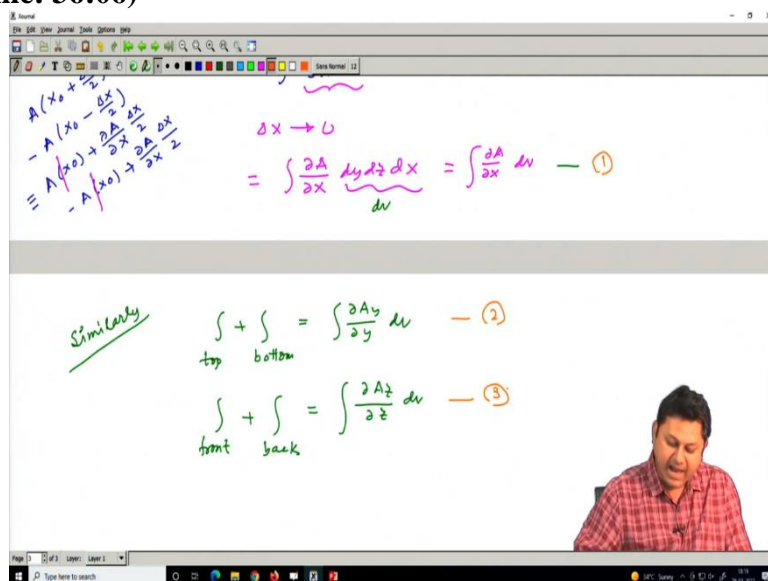 Journal
File Edit View Journal Tools Options Help
Sans Normal 12
A(x₀ +
- A(x₀ - Δx/2)
≡ A(x₀) + ∂A/∂x Δx/2
- A(x₀) + ∂A/∂x Δx/2
Δx → 0
= ∫ ∂A/∂x dy dz dx = ∫ ∂A/∂x dv — ①
dv
Similarly
∫ + ∫ = ∫ ∂Ay/∂y dv — ②
top bottom
∫ + ∫ = ∫ ∂Az/∂z dv — ③
front back
Page 3 of 3 Layer: Layer 1
Type here to search
34°C Sunny